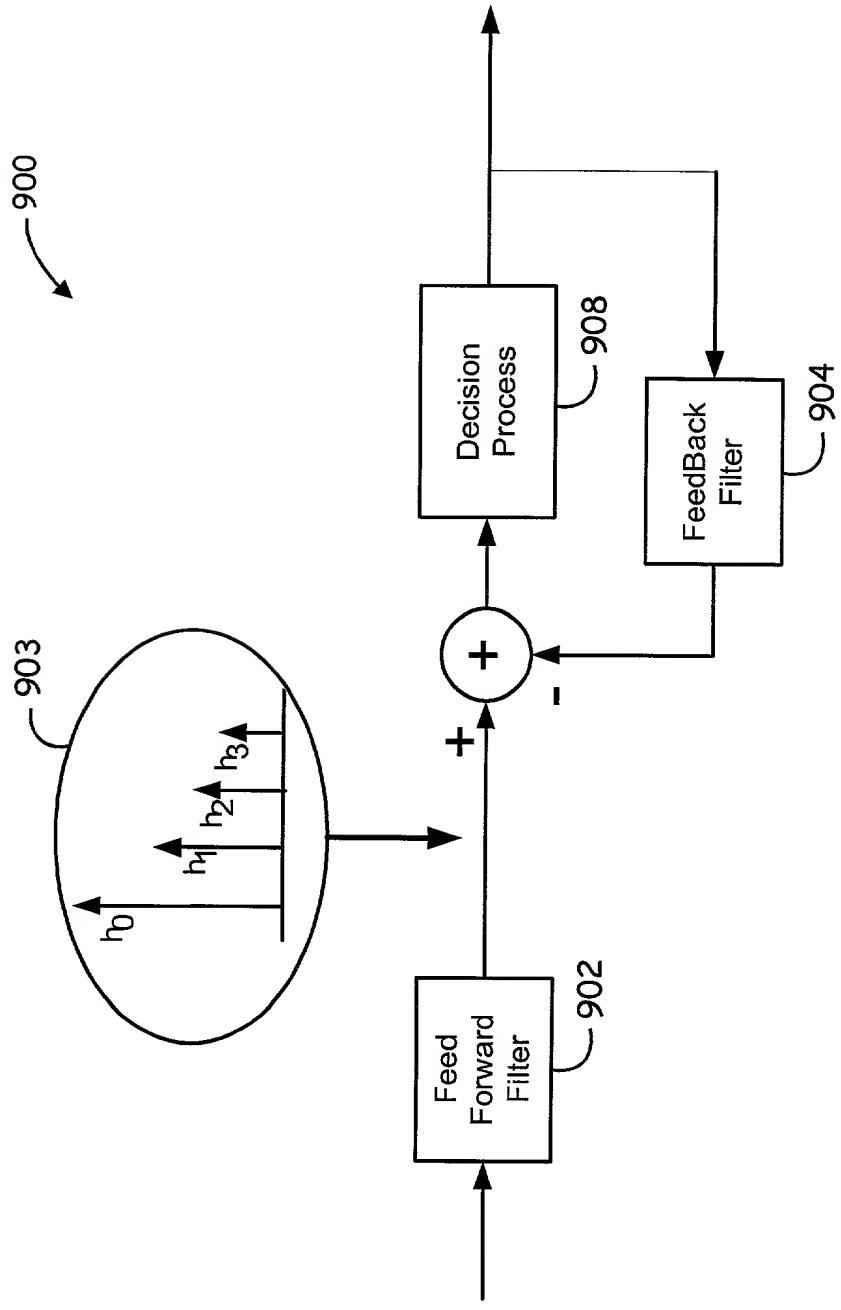 900
903
h0
h1
h2
h3
Feed
Forward
Filter
902
+
-
+
Decision
Process
908
FeedBack
Filter
904